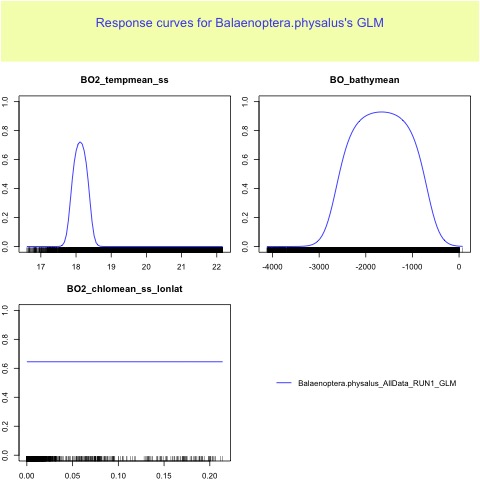 Response curves for Balaenoptera.physalus's GLM
BO2_tempmean_ss
BO_bathymean
0.0 0.2 0.4 0.6 0.8 1.0
17 18 19 20 21 22
0.0 0.2 0.4 0.6 0.8 1.0
-4000 -3000 -2000 -1000 0
BO2_chlomean_ss_lonlat
0.0 0.2 0.4 0.6 0.8 1.0
0.00 0.05 0.10 0.15 0.20
Balaenoptera.physalus_AllData_RUN1_GLM